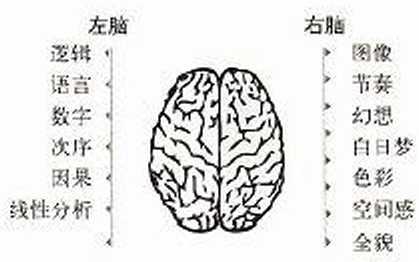 左脑
逻辑
语言
数字
次序
因果
线性分析
右脑
图像
节奏
幻想
白日梦
色彩
空间感
全貌